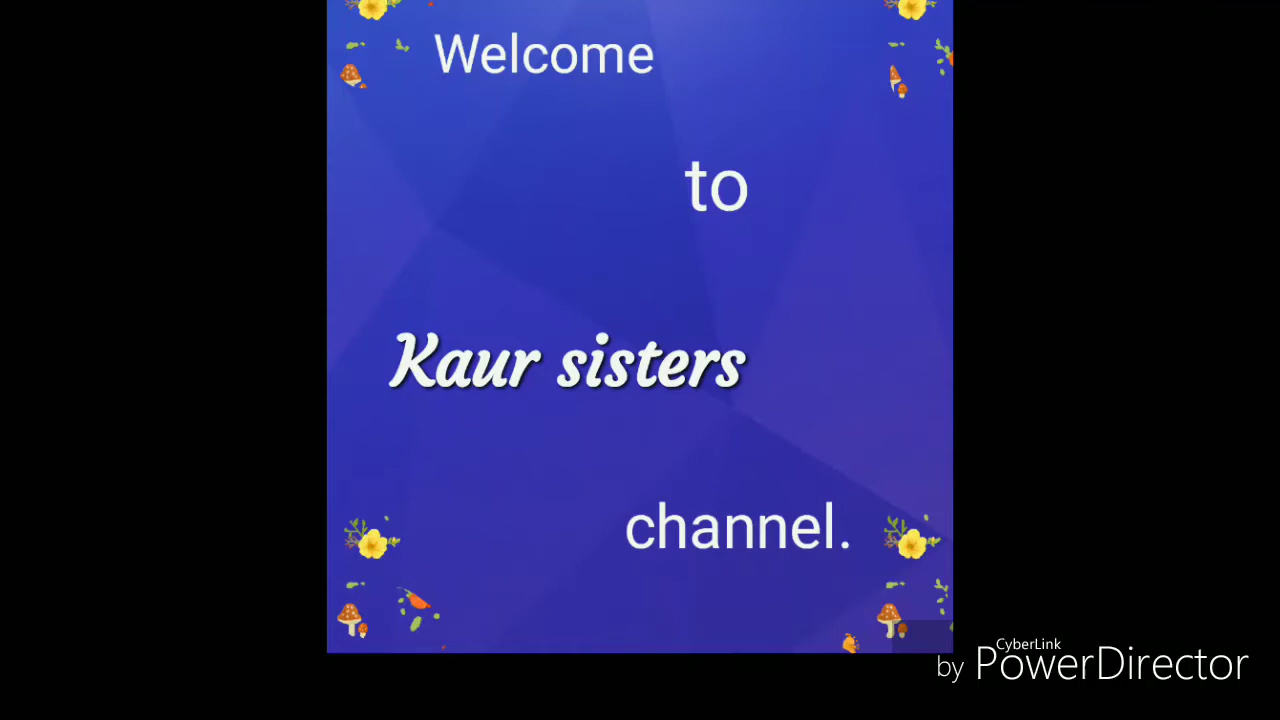 Welcome
to
Kaur sisters
channel.
CyberLink
by PowerDirector